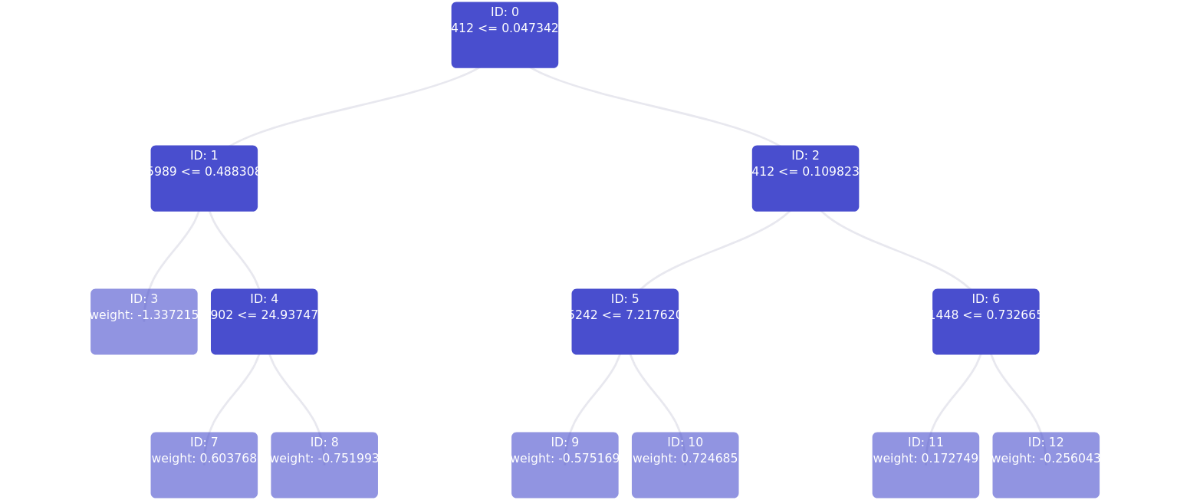 ID: 0
412 <= 0.047342
ID: 1
5989 <= 0.488308
ID: 2
412 <= 0.109823
ID: 3
weight: -1.337215
ID: 4
902 <= 24.93747
ID: 5
5242 <= 7.217620
ID: 6
1448 <= 0.732665
ID: 7
weight: 0.603768
ID: 8
weight: -0.751993
ID: 9
weight: -0.575169
ID: 10
weight: 0.724685
ID: 11
weight: 0.172749
ID: 12
weight: -0.256043